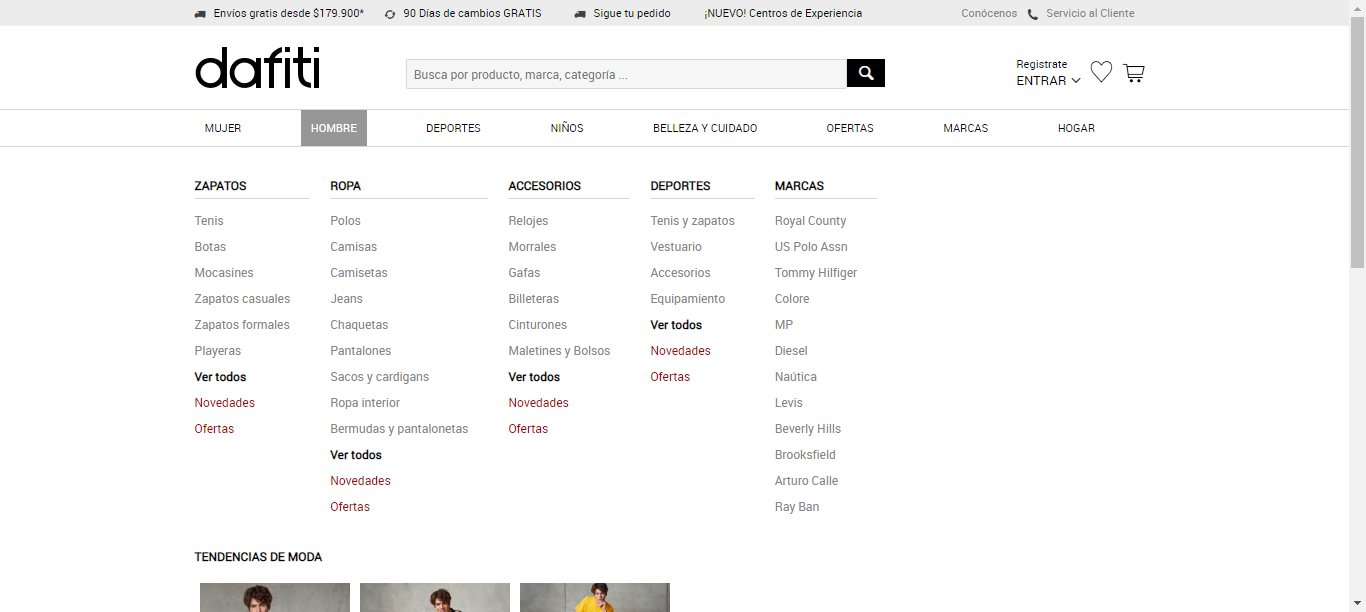 Envíos gratis desde $179.900*
90 Días de cambios GRATIS
Sigue tu pedido
¡NUEVO! Centros de Experiencia
Conócenos
Servicio al Cliente
dafiti
Busca por producto, marca, categoría ...
Registrate
ENTRAR
MUJER
HOMBRE
DEPORTES
NIÑOS
BELLEZA Y CUIDADO
OFERTAS
MARCAS
HOGAR
ZAPATOS
Tenis
Botas
Mocasines
Zapatos casuales
Zapatos formales
Playeras
Ver todos
Novedades
Ofertas
ROPA
Polos
Camisas
Camisetas
Jeans
Chaquetas
Pantalones
Sacos y cardigans
Ropa interior
Bermudas y pantalonetas
Ver todos
Novedades
Ofertas
ACCESORIOS
Relojes
Morrales
Gafas
Billeteras
Cinturones
Maletines y Bolsos
Ver todos
Novedades
Ofertas
DEPORTES
Tenis y zapatos
Vestuario
Accesorios
Equipamiento
Ver todos
Novedades
Ofertas
MARCAS
Royal County
US Polo Assn
Tommy Hilfiger
Colore
MP
Diesel
Naútica
Levis
Beverly Hills
Brooksfield
Arturo Calle
Ray Ban
TENDENCIAS DE MODA